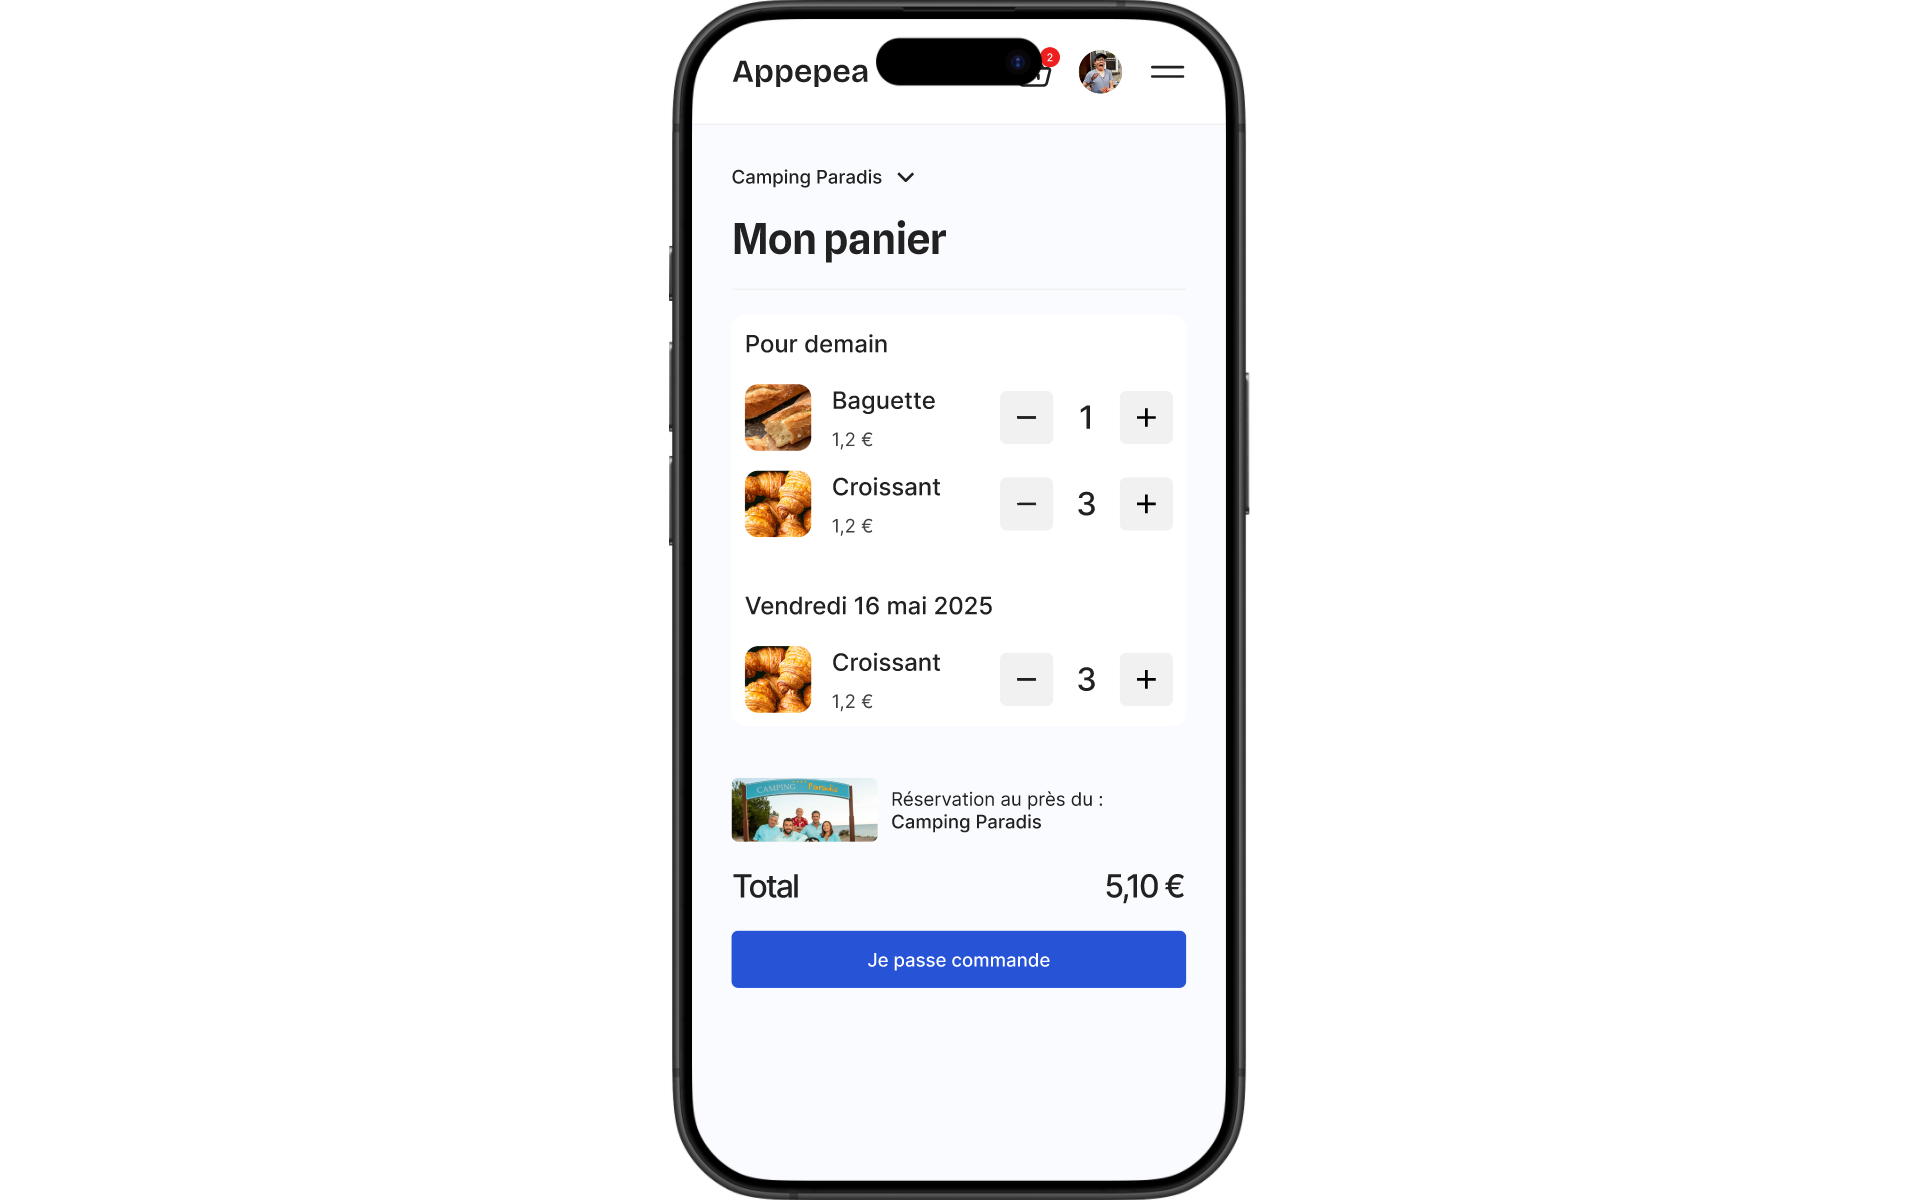 Appepea
2
Camping Paradis
Mon panier
Pour demain
Baguette
1,2 €
1
Croissant
1,2 €
3
Vendredi 16 mai 2025
Croissant
1,2 €
3
CAMPING Paradis
Réservation au près du :
Camping Paradis
Total
5,10 €
Je passe commande